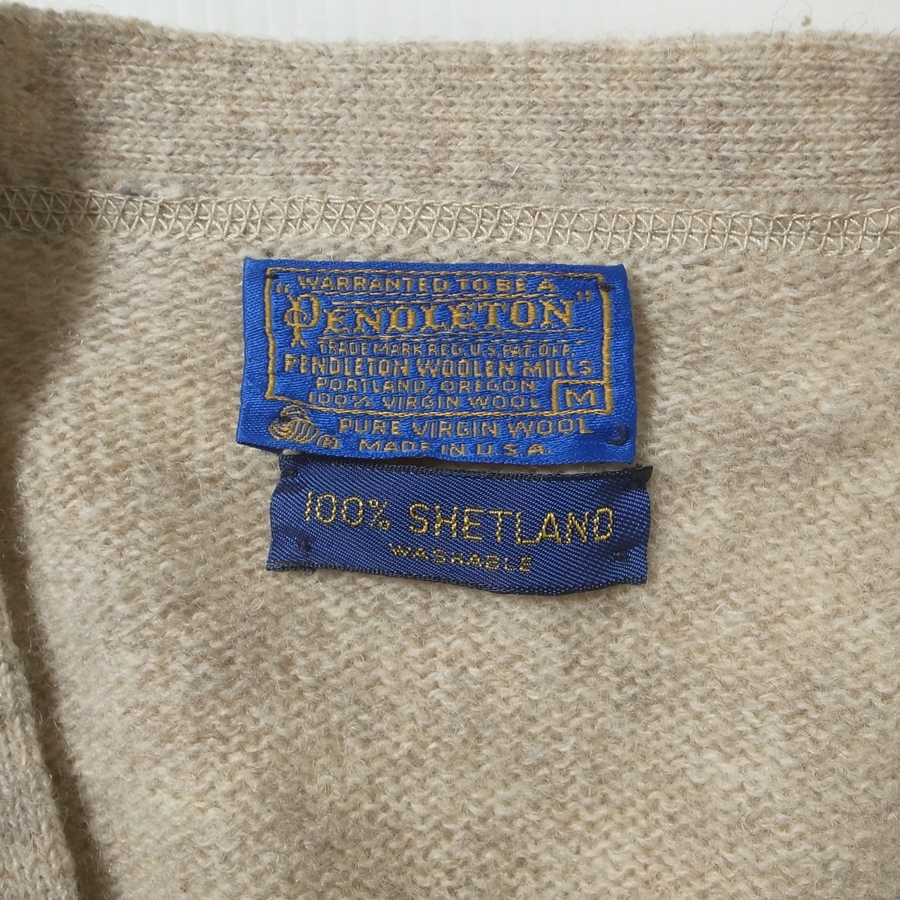 WARRANTED TO BE A
"PENDLETON"
TRADE MARK REG. U.S. PAT. OFF.
PENDLETON WOOLEN MILLS
PORTLAND, OREGON
100% VIRGIN WOOL M
PURE VIRGIN WOOL
MADE IN U.S.A.
100% SHETLAND
WASHABLE